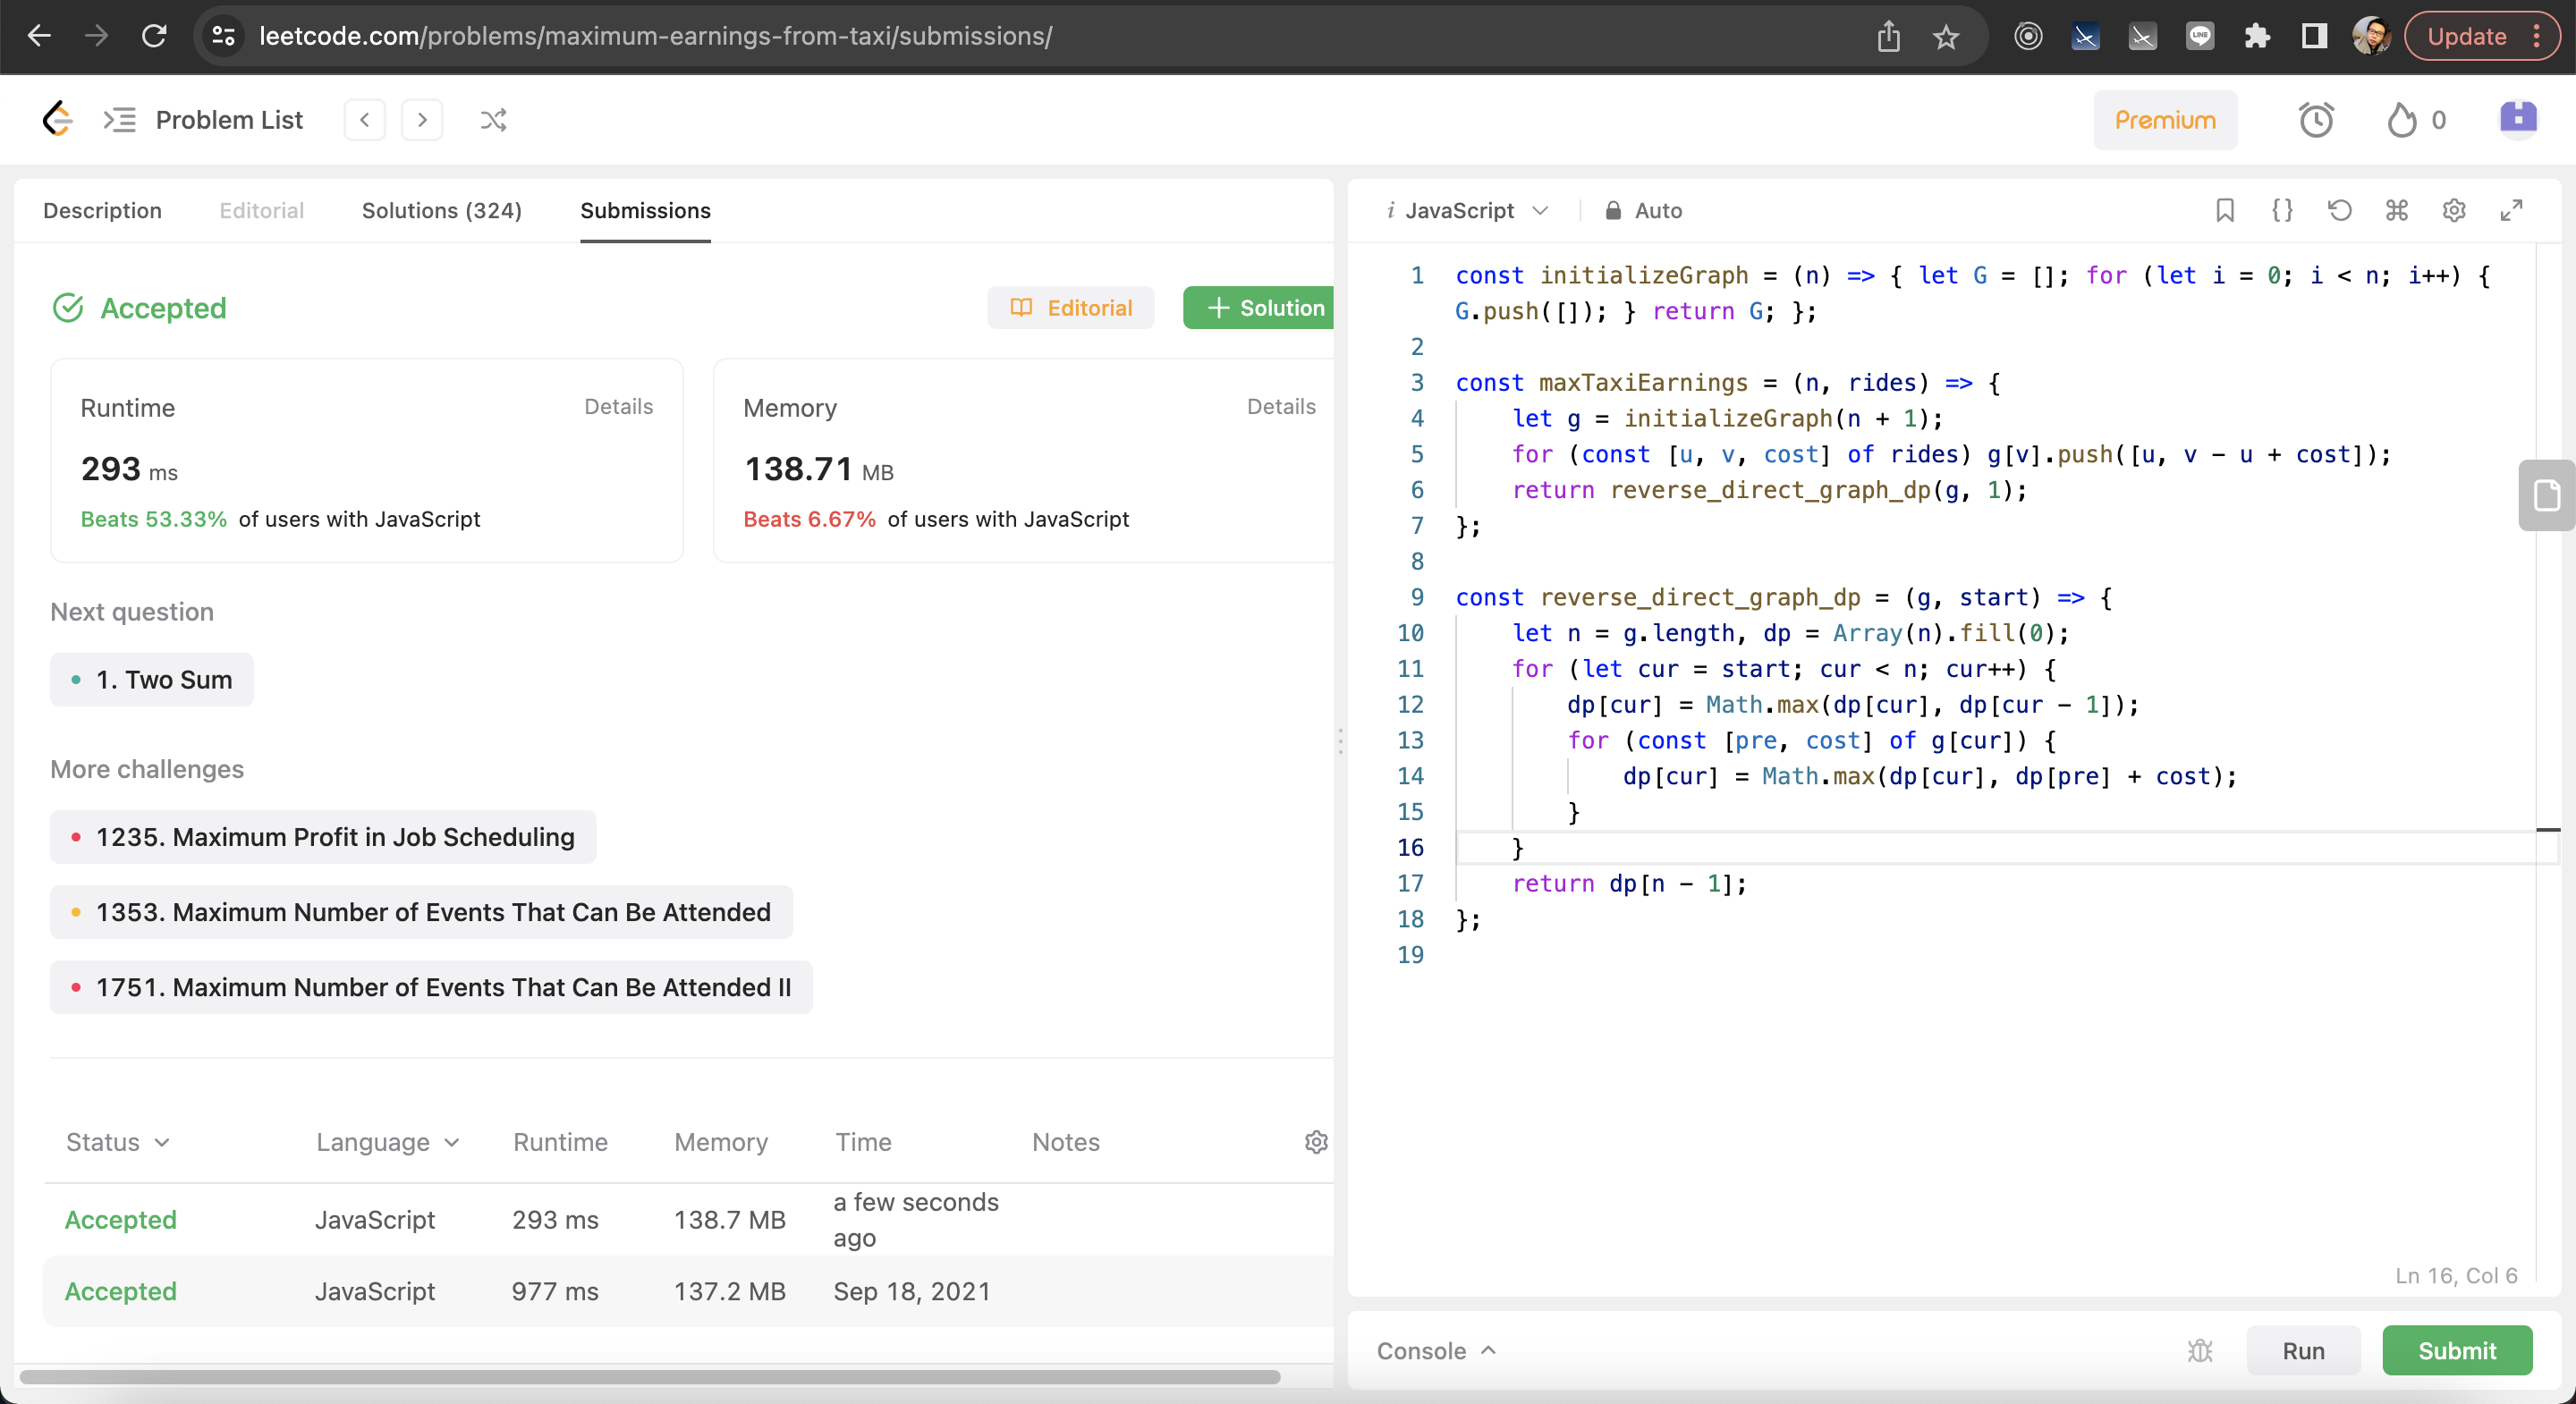 leetcode.com/problems/maximum-earnings-from-taxi/submissions/
LINE
Update
Problem List
Premium
0
Description
Editorial
Solutions (324)
Submissions
Accepted
Editorial
Solution
Runtime
Details
293 ms
Beats 53.33% of users with JavaScript
Memory
Details
138.71 MB
Beats 6.67% of users with JavaScript
Next question
1. Two Sum
More challenges
1235. Maximum Profit in Job Scheduling
1353. Maximum Number of Events That Can Be Attended
1751. Maximum Number of Events That Can Be Attended II
Status Language Runtime Memory Time Notes
Accepted JavaScript 293 ms 138.7 MB a few seconds ago
Accepted JavaScript 977 ms 137.2 MB Sep 18, 2021
i JavaScript
Auto
1 const initializeGraph = (n) => { let G = []; for (let i = 0; i < n; i++) {
G.push([]); } return G; };
2
3 const maxTaxiEarnings = (n, rides) => {
4 let g = initializeGraph(n + 1);
5 for (const [u, v, cost] of rides) g[v].push([u, v - u + cost]);
6 return reverse_direct_graph_dp(g, 1);
7 };
8
9 const reverse_direct_graph_dp = (g, start) => {
10 let n = g.length, dp = Array(n).fill(0);
11 for (let cur = start; cur < n; cur++) {
12 dp[cur] = Math.max(dp[cur], dp[cur - 1]);
13 for (const [pre, cost] of g[cur]) {
14 dp[cur] = Math.max(dp[cur], dp[pre] + cost);
15 }
16 }
17 return dp[n - 1];
18 };
19
Ln 16, Col 6
Console
Run
Submit